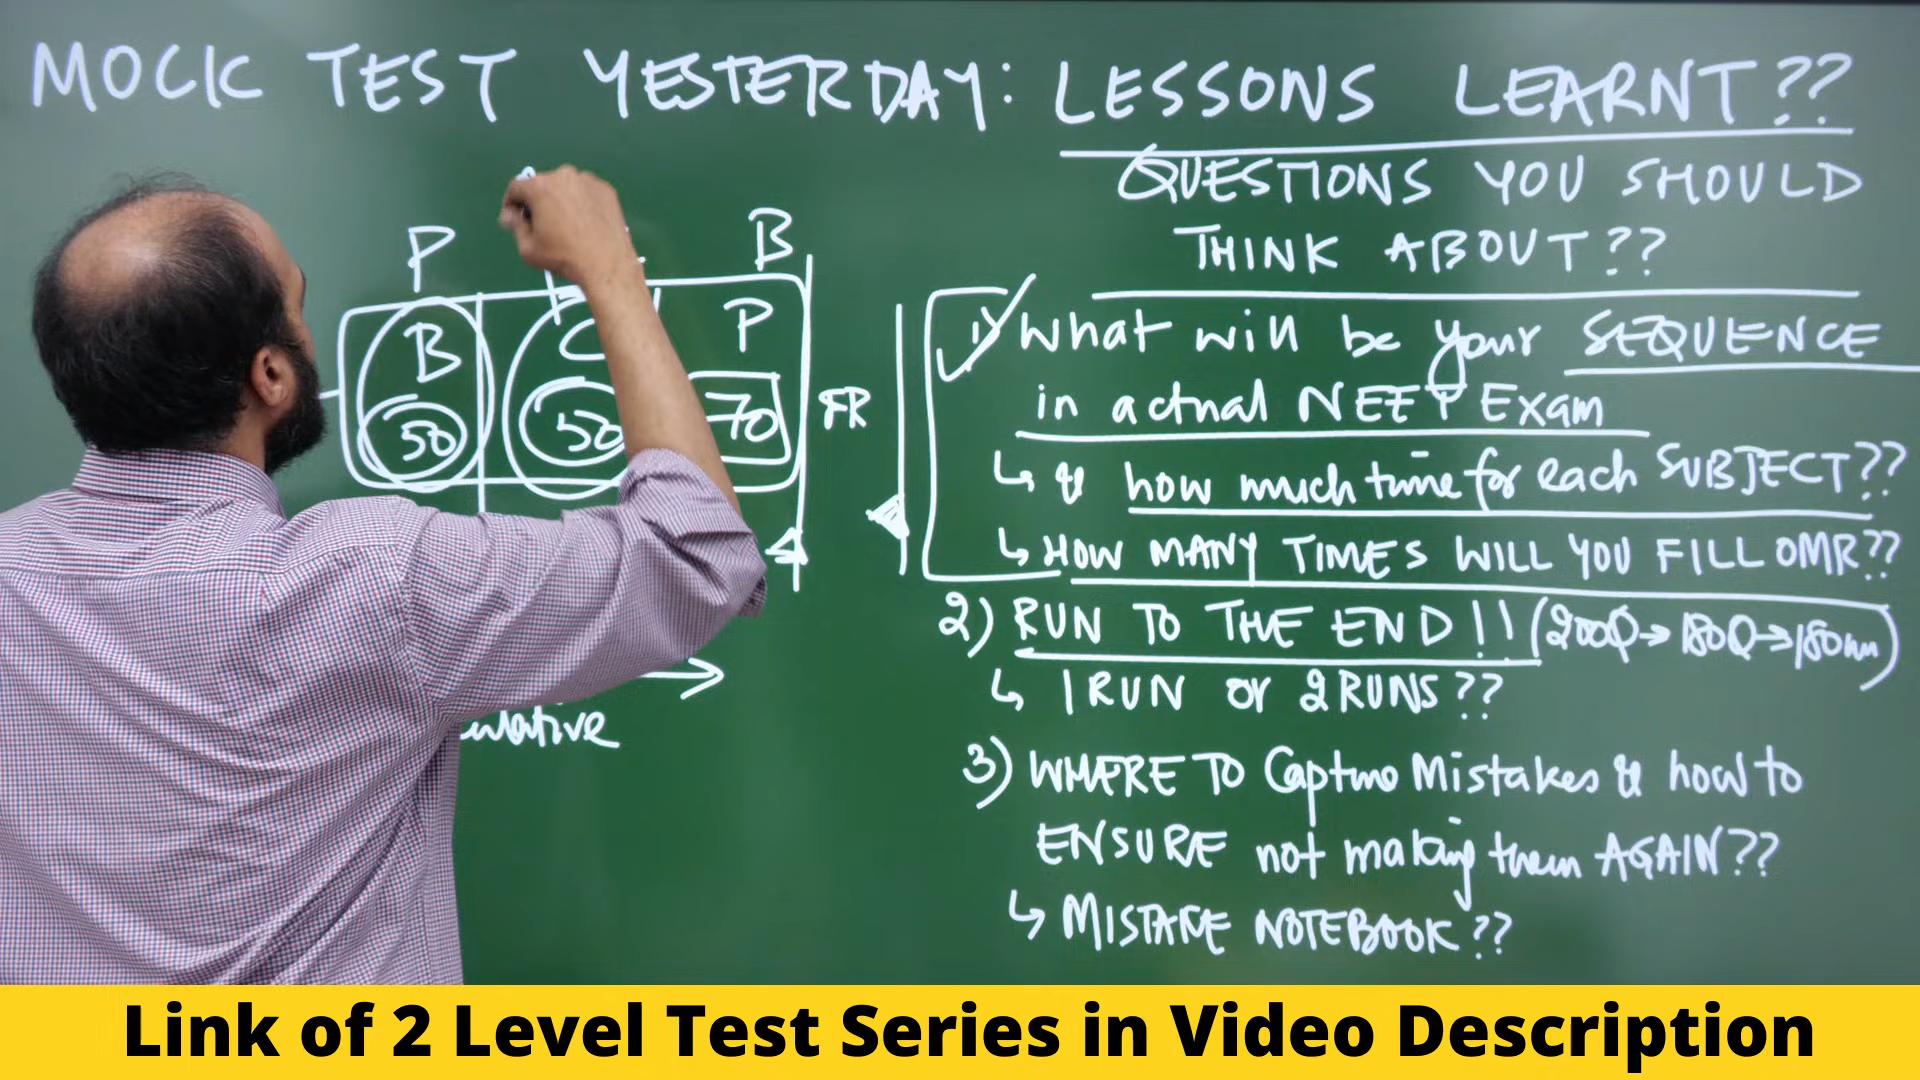 MOCK TEST YESTERDAY: LESSONS LEARNT??
QUESTIONS YOU SHOULD
THINK ABOUT??
P B
B C P
50 50 70 FR
1) What will be your SEQUENCE
in actual NEET Exam
↳ & how much time for each SUBJECT??
↳ HOW MANY TIMES WILL YOU FILL OMR??
2) RUN TO THE END!! (200Q→180Q→180m)
↳ 1 RUN or 2 RUNS??
3) WHERE TO Capture Mistakes & how to
ENSURE not making them AGAIN??
↳ MISTAKE NOTEBOOK??
Link of 2 Level Test Series in Video Description